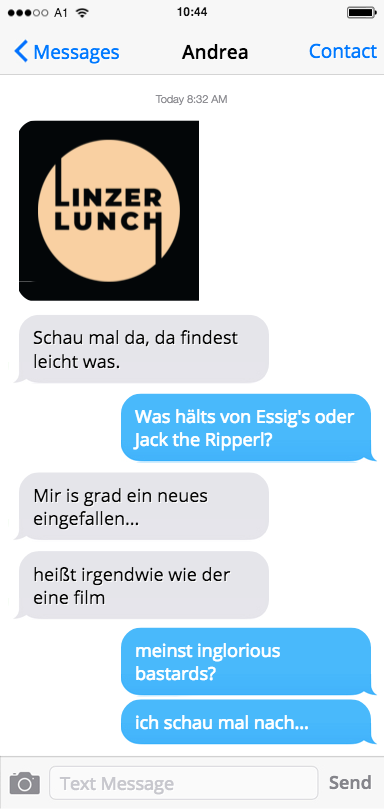 A1 10:44
Messages Andrea Contact
Today 8:32 AM
LINZER
LUNCH
Schau mal da, da findest
leicht was.
Was hälts von Essig's oder
Jack the Ripperl?
Mir is grad ein neues
eingefallen...
heißt irgendwie wie der
eine film
meinst inglorious
bastards?
ich schau mal nach...
Text Message Send